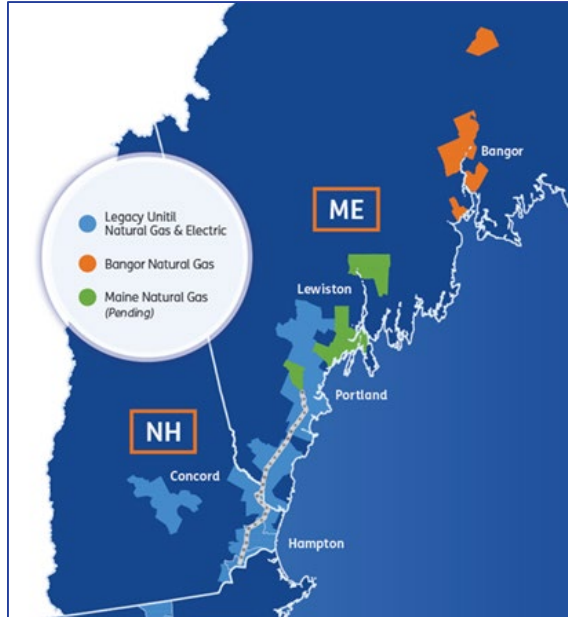 Bangor
Legacy Unitil
Natural Gas & Electric
ME
Bangor Natural Gas
Lewiston
Maine Natural Gas
(Pending)
Portland
NH
Concord
Hampton